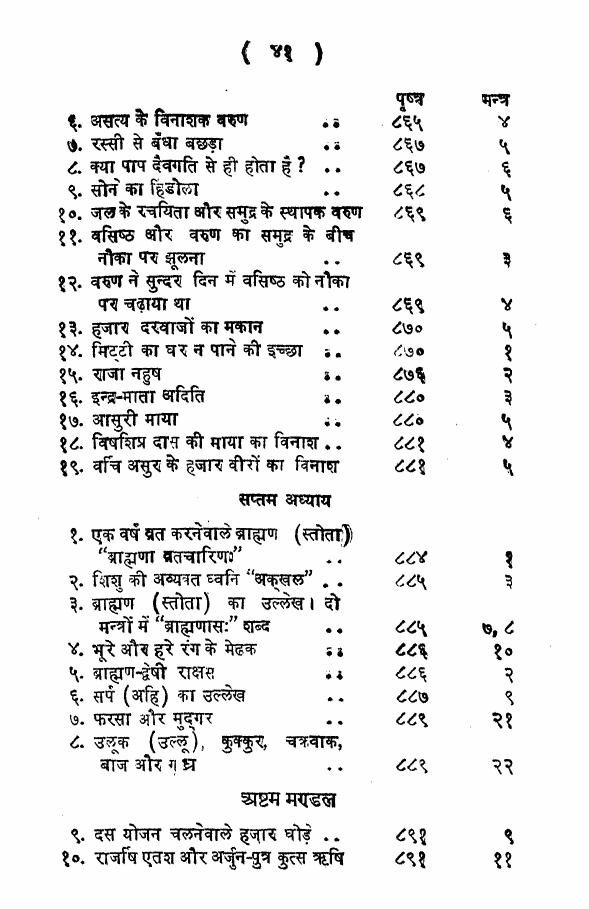 ( ४१ )
पृष्ठ मन्त्र
६. असत्य के विनाशक वरुण .. ८६५ ४
७. रस्सी से बँधा बछड़ा .. ८६७ ५
८. क्या पाप दैवगति से ही होता है ? .. ८६७ ६
९. सोने का हिंडोला .. ८६८ ५
१०. जल के रचयिता और समुद्र के स्थापक वरुण ८६९ ६
११. वसिष्ठ और वरुण का समुद्र के बीच
नौका पर झूलना .. ८६९ ३
१२. वरुण ने सुन्दर दिन में वसिष्ठ को नौका
पर चढ़ाया था .. ८६९ ४
१३. हजार दरवाजों का मकान .. ८७० ५
१४. मिट्टी का घर न पाने की इच्छा .. ८७० १
१५. राजा नहुष .. ८७६ २
१६. इन्द्र-माता अदिति .. ८८० ३
१७. आसुरी माया .. ८८० ५
१८. विषशिप्र दास की माया का विनाश .. ८८१ ४
१९. वर्चि असुर के हजार वीरों का विनाश ८८१ ५
सप्तम अध्याय
१. एक वर्ष व्रत करनेवाले ब्राह्मण (स्तोता)
“ब्राह्मणा व्रतचारिणः” .. ८८४ १
२. शिशु की अव्यक्त ध्वनि “अक्खल” .. ८८५ ३
३. ब्राह्मण (स्तोता) का उल्लेख। दो
मन्त्रों में “ब्राह्मणासः” शब्द .. ८८५ ७, ८
४. भूरे और हरे रंग के मेढक .. ८८६ १०
५. ब्राह्मण-द्वेषी राक्षस .. ८८६ २
६. सर्प (अहि) का उल्लेख .. ८८७ ९
७. फरसा और मुद्गर .. ८८९ २१
८. उलूक (उल्लू), कुक्कुर, चक्रवाक,
बाज और गृध्र .. ८८९ २२
अष्टम मण्डल
९. दस योजन चलनेवाले हजार घोड़े .. ८९१ ९
१०. राजर्षि एतश और अर्जुन-पुत्र कुत्स ऋषि ८९१ ११